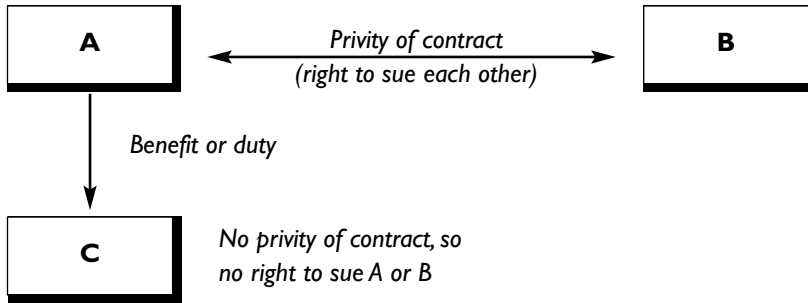 A
Privity of contract
(right to sue each other)
B
Benefit or duty
C
No privity of contract, so
no right to sue A or B